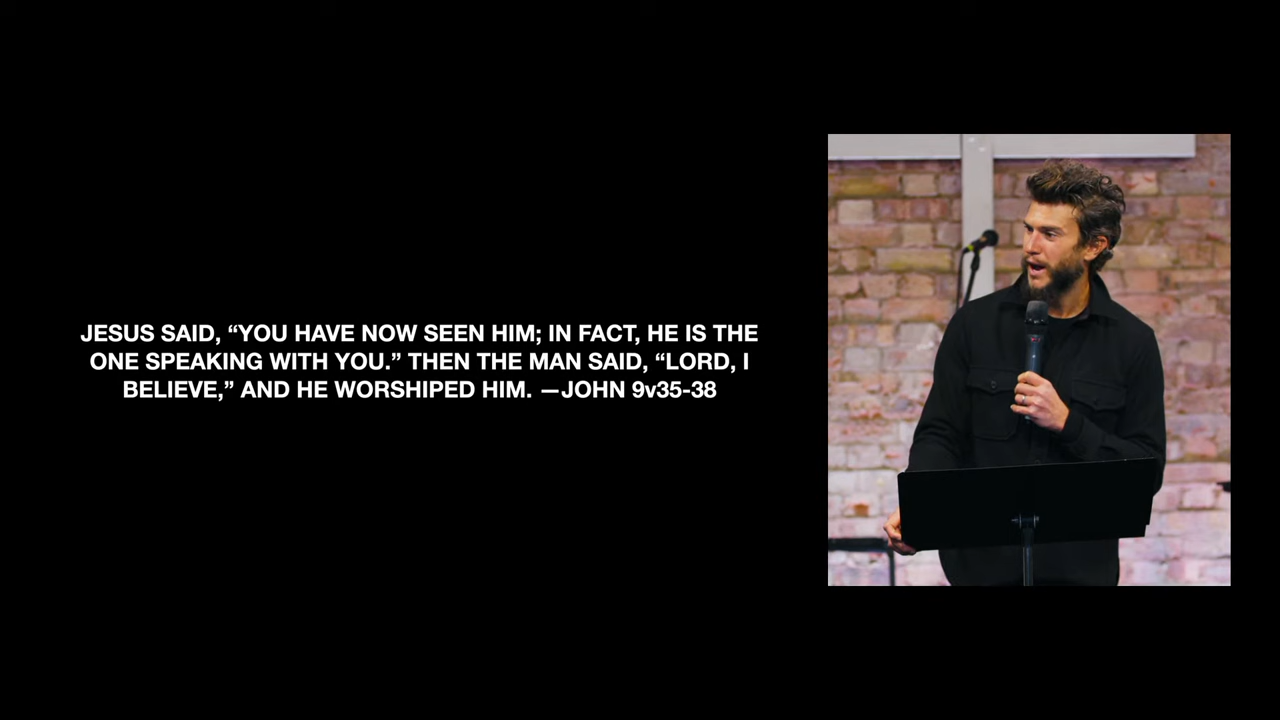 JESUS SAID, “YOU HAVE NOW SEEN HIM; IN FACT, HE IS THE
ONE SPEAKING WITH YOU.” THEN THE MAN SAID, “LORD, I
BELIEVE,” AND HE WORSHIPED HIM. —JOHN 9v35-38